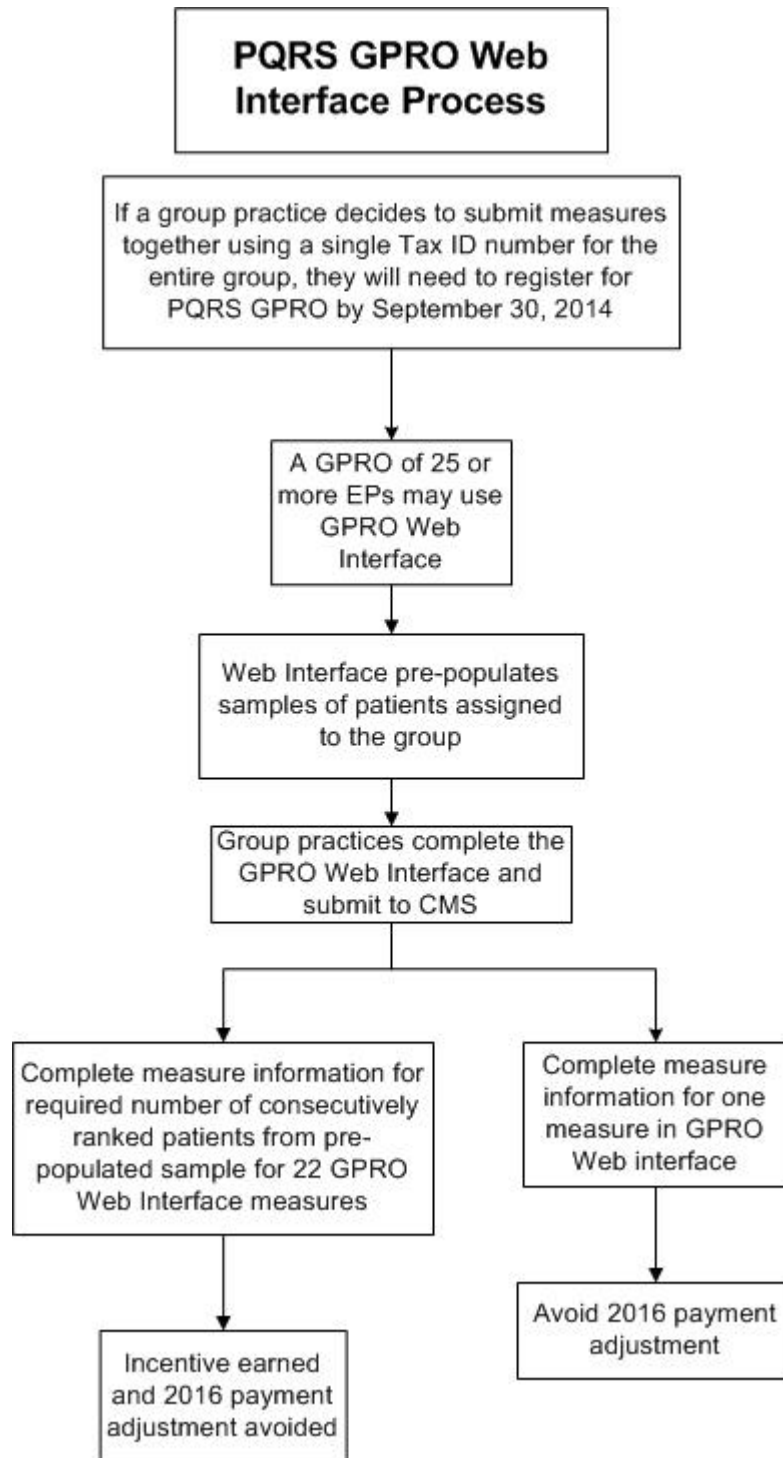 PQRS GPRO Web
Interface Process
If a group practice decides to submit measures
together using a single Tax ID number for the
entire group, they will need to register for
PQRS GPRO by September 30, 2014
A GPRO of 25 or
more EPs may use
GPRO Web
Interface
Web Interface pre-populates
samples of patients assigned
to the group
Group practices complete the
GPRO Web Interface and
submit to CMS
Complete measure information for
required number of consecutively
ranked patients from pre-
populated sample for 22 GPRO
Web Interface measures
Complete measure
information for one
measure in GPRO
Web interface
Incentive earned
and 2016 payment
adjustment avoided
Avoid 2016 payment
adjustment